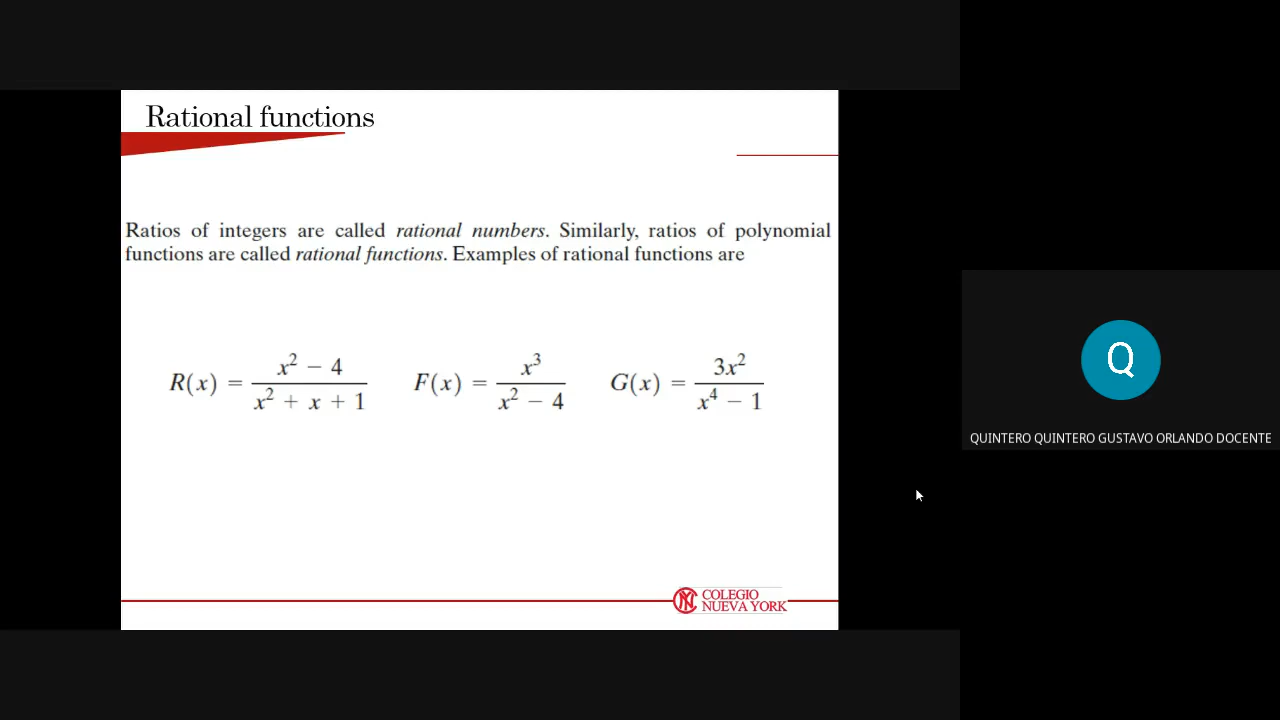 Rational functions
Ratios of integers are called rational numbers. Similarly, ratios of polynomial
functions are called rational functions. Examples of rational functions are
R(x) = (x² − 4)/(x² + x + 1)    F(x) = x³/(x² − 4)    G(x) = 3x²/(x⁴ − 1)
COLEGIO
NUEVA YORK
Q
QUINTERO QUINTERO GUSTAVO ORLANDO DOCENTE